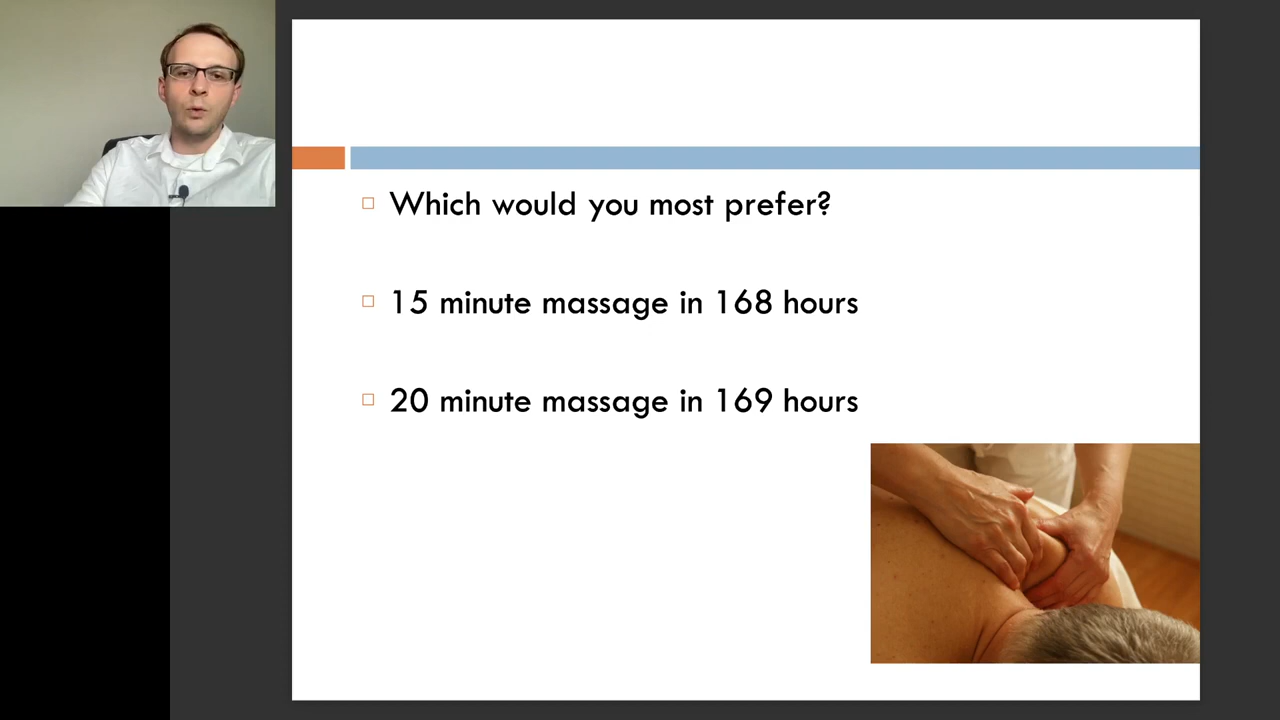 Which would you most prefer?
15 minute massage in 168 hours
20 minute massage in 169 hours